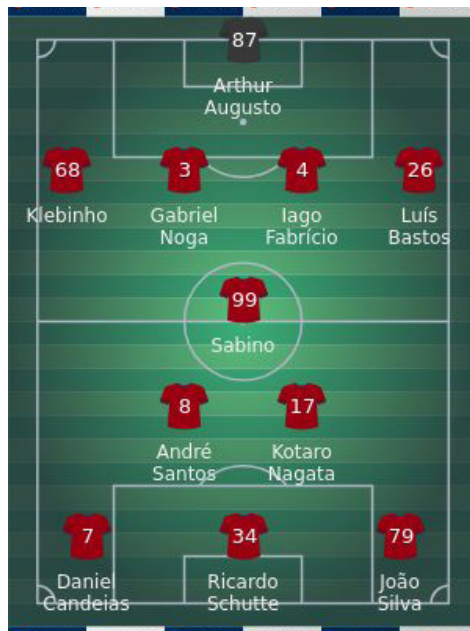 87
Arthur
Augusto
68
3
4
26
Klebinho
Gabriel
Noga
Iago
Fabrício
Luís
Bastos
99
Sabino
8
17
André
Santos
Kotaro
Nagata
7
34
79
Daniel
Candeias
Ricardo
Schutte
João
Silva